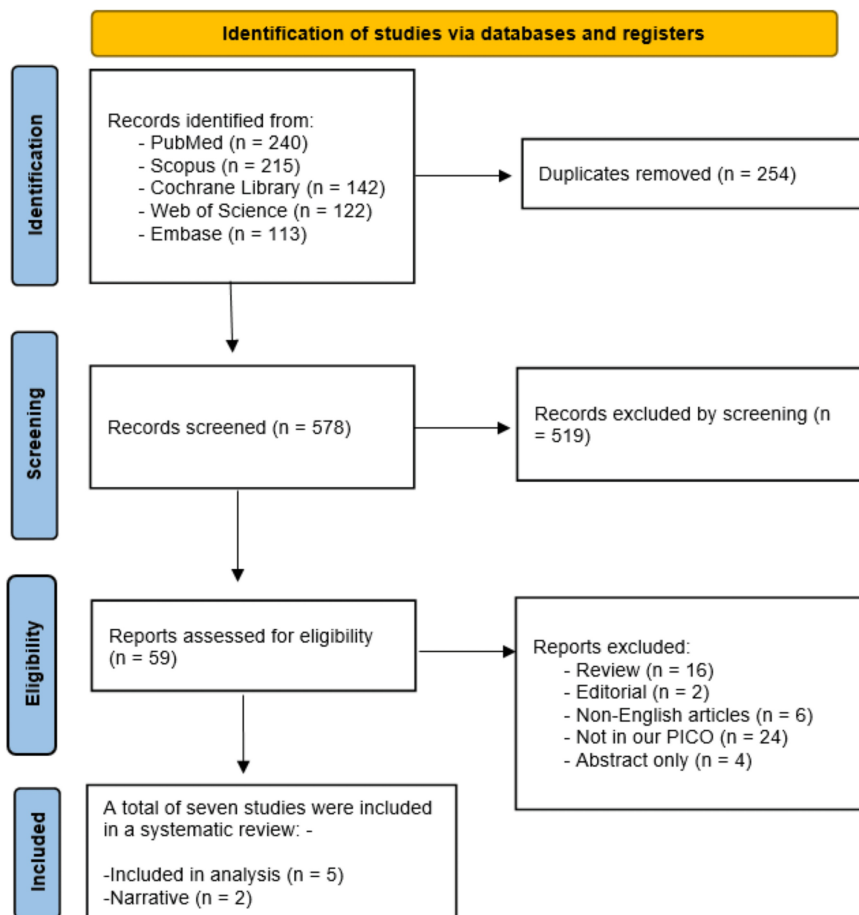 Identification of studies via databases and registers
Identification
Records identified from:
- PubMed (n = 240)
- Scopus (n = 215)
- Cochrane Library (n = 142)
- Web of Science (n = 122)
- Embase (n = 113)
Duplicates removed (n = 254)
Screening
Records screened (n = 578)
Records excluded by screening (n
= 519)
Eligibility
Reports assessed for eligibility
(n = 59)
Reports excluded:
- Review (n = 16)
- Editorial (n = 2)
- Non-English articles (n = 6)
- Not in our PICO (n = 24)
- Abstract only (n = 4)
Included
A total of seven studies were included
in a systematic review: -
-Included in analysis (n = 5)
-Narrative (n = 2)